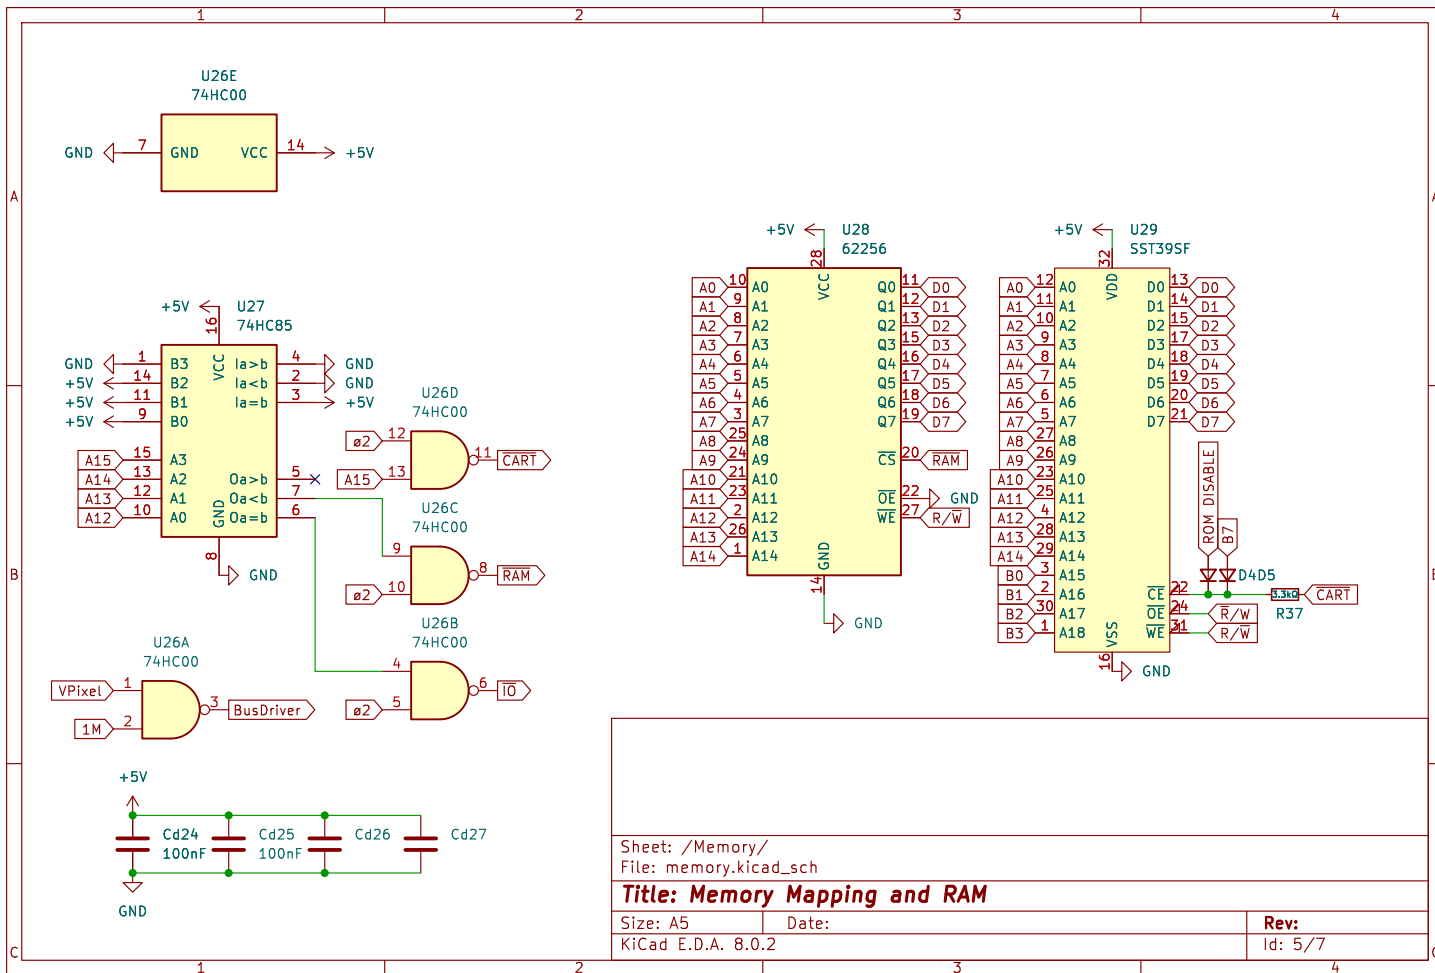 1 2 3 4
U26E
74HC00
GND 7 GND VCC 14 +5V
A
+5V U28
62256
28
VCC
10 A0 A0 Q0 11 D0
A1 9 A1 Q1 12 D1
A2 8 A2 Q2 13 D2
A3 7 A3 Q3 15 D3
A4 6 A4 Q4 16 D4
A5 5 A5 Q5 17 D5
A6 4 A6 Q6 18 D6
A7 3 A7 Q7 19 D7
A8 25 A8
A9 24 A9 CS 20 RAM
A10 21 A10
A11 23 A11 OE 22 GND
A12 2 A12 WE 27 R/W
A13 26 A13
A14 1 A14
GND
14
GND
+5V U29
SST39SF
32
VDD
A0 12 A0 D0 13 D0
A1 11 A1 D1 14 D1
A2 10 A2 D2 15 D2
A3 9 A3 D3 17 D3
A4 8 A4 D4 18 D4
A5 7 A5 D5 19 D5
A6 6 A6 D6 20 D6
A7 5 A7 D7 21 D7
A8 27 A8
A9 26 A9
A10 23 A10
A11 25 A11
A12 4 A12
A13 28 A13
A14 29 A14
B0 3 A15
B1 2 A16 CE 22
B2 30 A17 OE 24 R/W
B3 1 A18 WE 31 R/W
VSS
16
GND
ROM DISABLE
B7
D4D5
3.3kΩ
R37
CART
+5V U27
74HC85
16
VCC
GND 1 B3 Ia>b 4 GND
+5V 14 B2 Ia<b 2 GND
+5V 11 B1 Ia=b 3 +5V
+5V 9 B0
A15 15 A3
A14 13 A2 Oa>b 5
A13 12 A1 Oa<b 7
A12 10 A0 Oa=b 6
GND
8
GND
U26D
74HC00
ø2 12
A15 13
11 CART
U26C
74HC00
9
ø2 10
8 RAM
U26B
74HC00
4
ø2 5
6 IO
B
U26A
74HC00
VPixel 1
1M 2
3 BusDriver
+5V
Cd24 Cd25 Cd26 Cd27
100nF 100nF
GND
C
Sheet: /Memory/
File: memory.kicad_sch
Title: Memory Mapping and RAM
Size: A5 Date: Rev:
KiCad E.D.A. 8.0.2 Id: 5/7
1 2 3 4